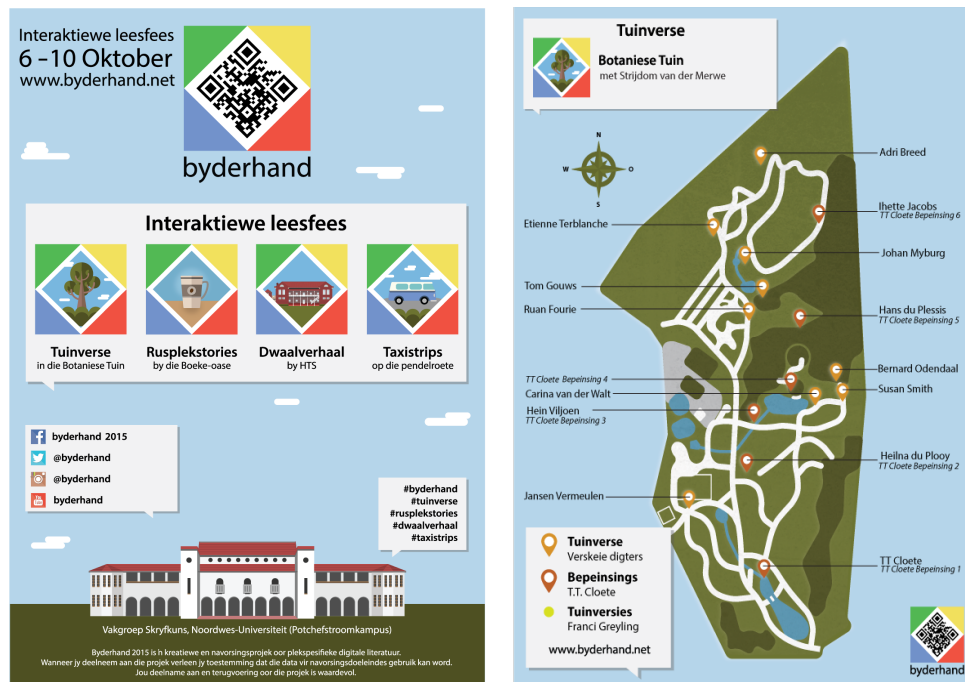 Interaktiewe leesfees
6 – 10 Oktober
www.byderhand.net
byderhand
Interaktiewe leesfees
Tuinverse
in die Botaniese Tuin
Rusplekstories
by die Boeke-oase
Dwaalverhaal
by HTS
Taxistrips
op die pendelroete
byderhand 2015
@byderhand
@byderhand
You
Tube
byderhand
#byderhand
#tuinverse
#rusplekstories
#dwaalverhaal
#taxistrips
Vakgroep Skryfkuns, Noordwes-Universiteit (Potchefstroomkampus)
Byderhand 2015 is 'n kreatiewe en navorsingsprojek oor plekspesifieke digitale literatuur.
Wanneer jy deelneem aan die projek verleen jy toestemming dat die data vir navorsingsdoeleindes gebruik kan word.
Jou deelname aan en terugvoering oor die projek is waardevol.
Tuinverse
Botaniese Tuin
met Strijdom van der Merwe
N
W
O
S
Adri Breed
Ihette Jacobs
TT Cloete Bepeinsing 6
Etienne Terblanche
Johan Myburg
Tom Gouws
Ruan Fourie
Hans du Plessis
TT Cloete Bepeinsing 5
Bernard Odendaal
TT Cloete Bepeinsing 4
Carina van der Walt
Susan Smith
Hein Viljoen
TT Cloete Bepeinsing 3
Heilna du Plooy
TT Cloete Bepeinsing 2
Jansen Vermeulen
TT Cloete
TT Cloete Bepeinsing 1
Tuinverse
Verskeie digters
Bepeinsings
T.T. Cloete
Tuinversies
Franci Greyling
www.byderhand.net
byderhand